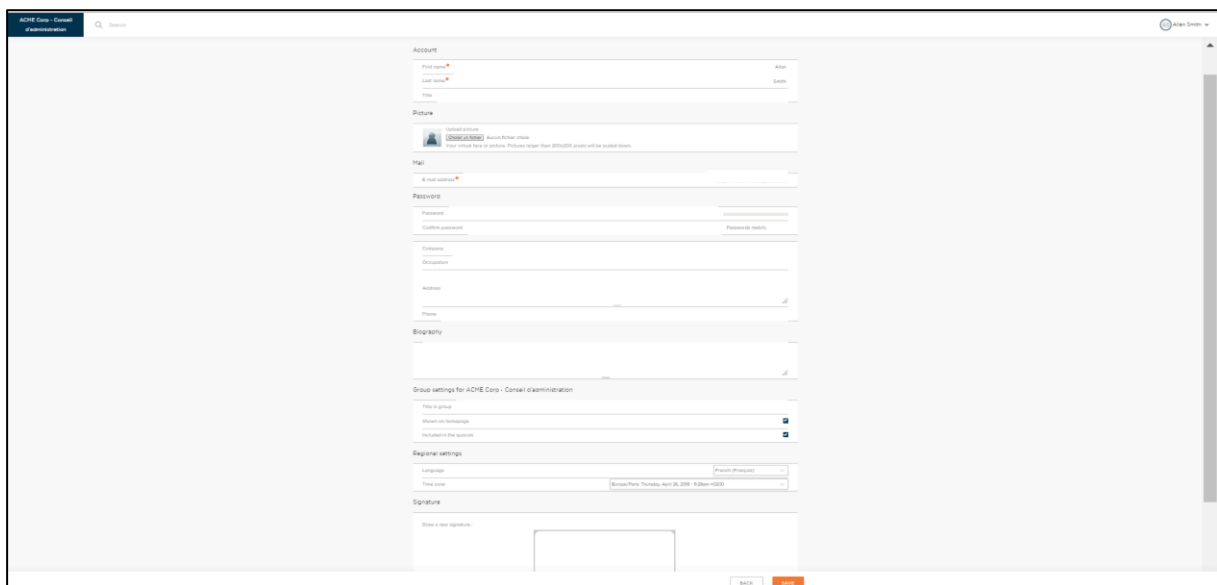 ACME Corp - Conseil
d'administration
Search
Allan Smith
Account
First name
Allan
Last name
Smith
Title
Picture
Upload picture
Choisir un fichier Aucun fichier choisi
Your virtual face or picture. Pictures larger than 200x200 pixels will be scaled down.
Mail
E-mail address
Password
Password
Confirm password
Passwords match:
Company
Occupation
Address
Phone
Biography
Group settings for ACME Corp - Conseil d'administration
Title in group
Shown on homepage
Included in the quorum
Regional settings
Language
French (Français)
Time zone
Europe/Paris: Thursday, April 26, 2018 -
Signature
Draw a new signature :
BACK
SAVE